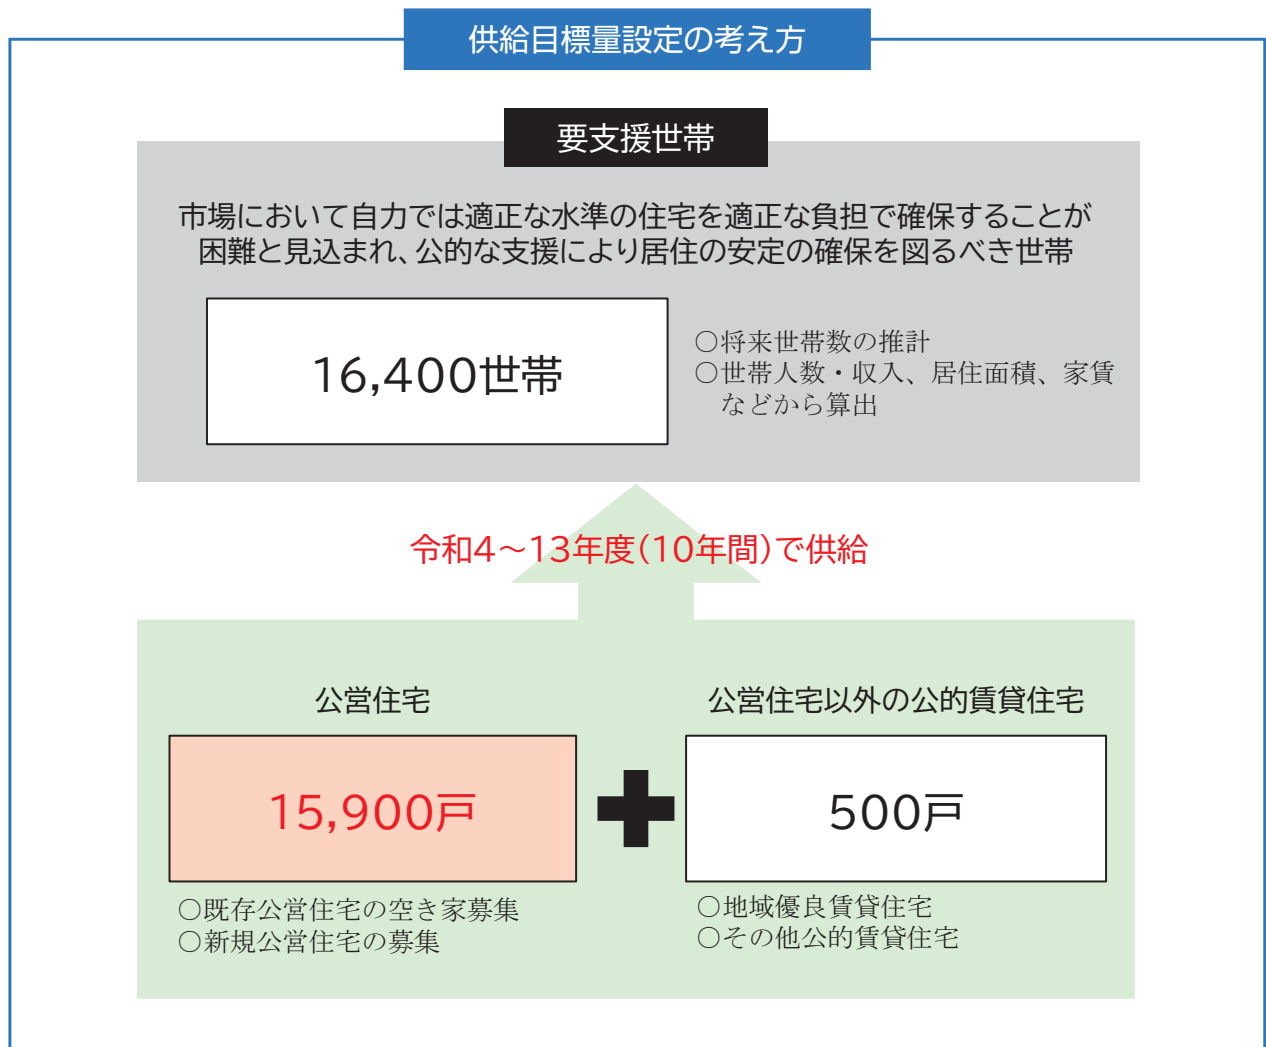 供給目標量設定の考え方
要支援世帯
市場において自力では適正な水準の住宅を適正な負担で確保することが
困難と見込まれ、公的な支援により居住の安定の確保を図るべき世帯
16,400世帯
○将来世帯数の推計
○世帯人数・収入、居住面積、家賃
などから算出
令和4～13年度(10年間)で供給
公営住宅
15,900戸
○既存公営住宅の空き家募集
○新規公営住宅の募集
公営住宅以外の公的賃貸住宅
500戸
○地域優良賃貸住宅
○その他公的賃貸住宅